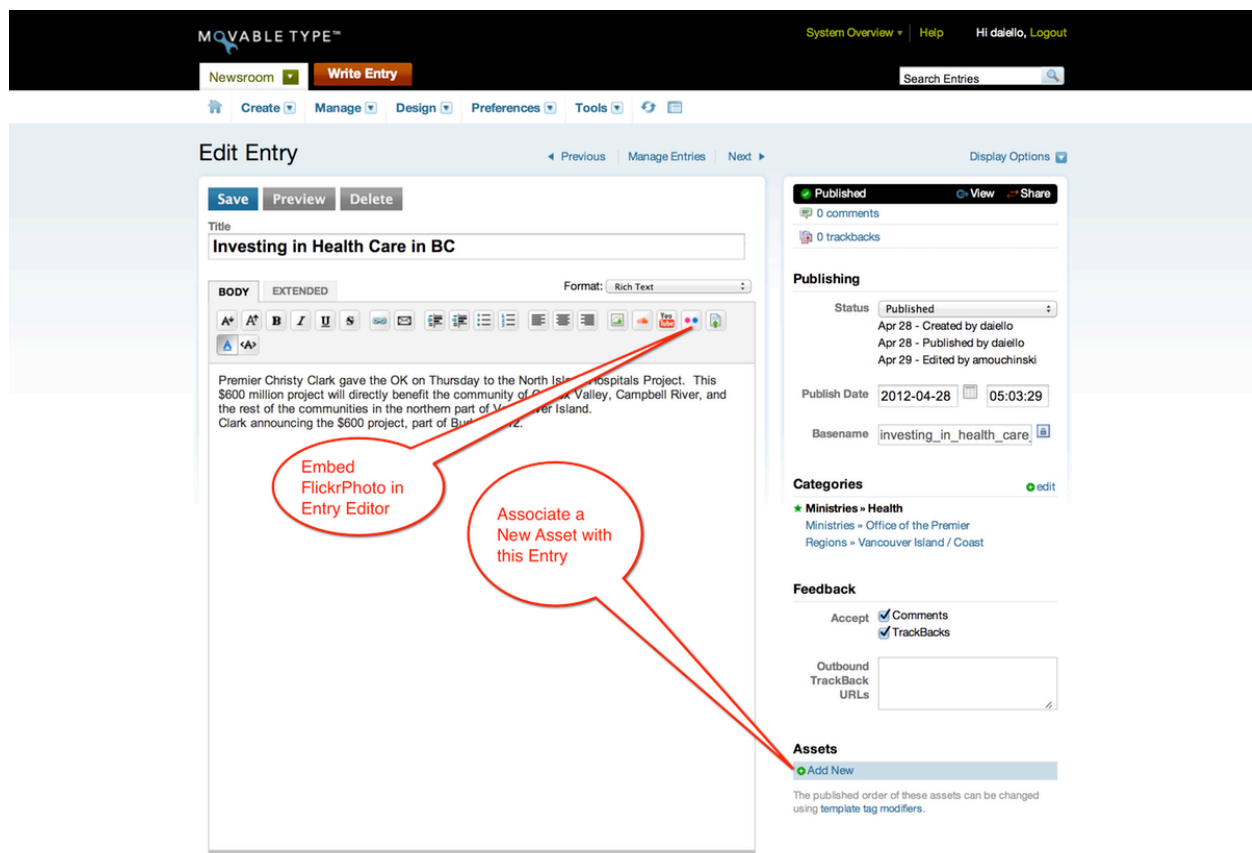 MOVABLE TYPE™
System Overview Help Hi daiello, Logout
Newsroom Write Entry
Search Entries
Create Manage Design Preferences Tools
Edit Entry
Previous Manage Entries Next
Display Options
Save Preview Delete
Title
Investing in Health Care in BC
BODY EXTENDED
Format: Rich Text
A A B I U S
You Tube
A <A>
Premier Christy Clark gave the OK on Thursday to the North Hospitals Project. This
$600 million project will directly benefit the community of Valley, Campbell River, and
the rest of the communities in the northern part of Island.
Clark announcing the $600 project, part of
Embed
FlickrPhoto in
Entry Editor
Associate a
New Asset with
this Entry
Published View Share
0 comments
0 trackbacks
Publishing
Status Published
Apr 28 - Created by daiello
Apr 28 - Published by daiello
Apr 29 - Edited by amouchinski
Publish Date 2012-04-28 05:03:29
Basename investing_in_health_care_
Categories edit
Ministries » Health
Ministries » Office of the Premier
Regions » Vancouver Island / Coast
Feedback
Accept Comments
TrackBacks
Outbound
TrackBack
URLs
Assets
Add New
The published order of these assets can be changed
using template tag modifiers.